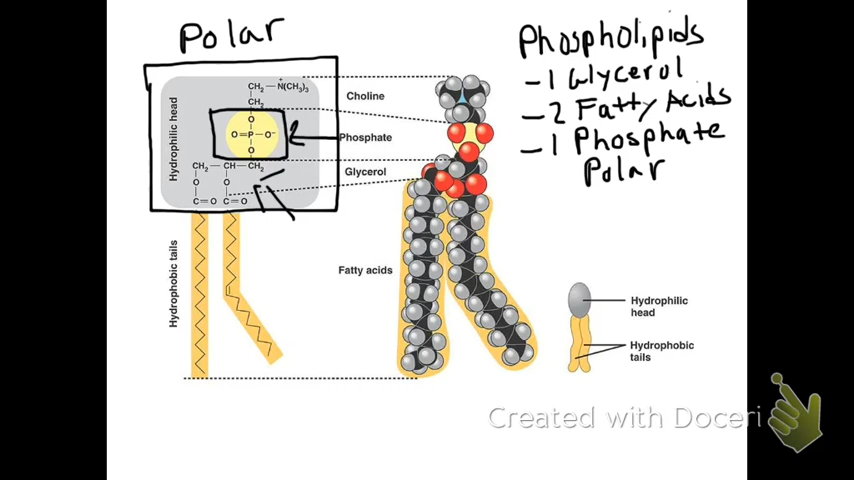 Polar
Phospholipids
-1 Glycerol
-2 Fatty Acids
-1 Phosphate
Polar
Hydrophilic head
CH₂—N(CH₃)₃
+
CH₂
O
O=P—O⁻
O
CH₂—CH—CH₂
O O
C=O C=O
Choline
Phosphate
Glycerol
Hydrophobic tails
Fatty acids
Hydrophilic
head
Hydrophobic
tails
Created with Doceri